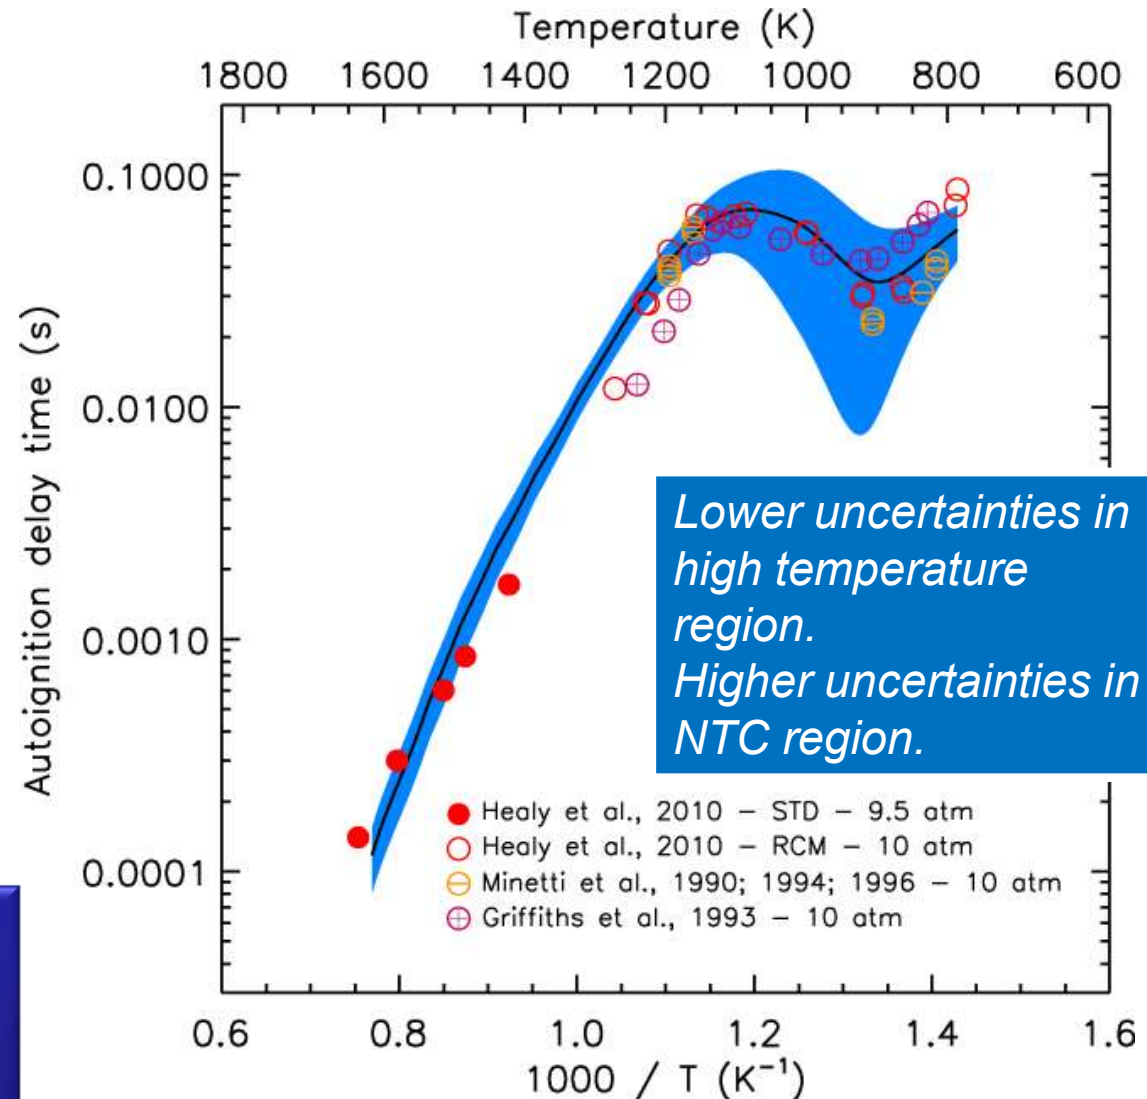 Temperature (K)
1800 1600 1400 1200 1000 800 600
0.1000
0.0100
0.0010
0.0001
Autoignition delay time (s)
Lower uncertainties in
high temperature
region.
Higher uncertainties in
NTC region.
Healy et al., 2010 – STD – 9.5 atm
Healy et al., 2010 – RCM – 10 atm
Minetti et al., 1990; 1994; 1996 – 10 atm
Griffiths et al., 1993 – 10 atm
0.6 0.8 1.0 1.2 1.4 1.6
1000 / T (K⁻¹)